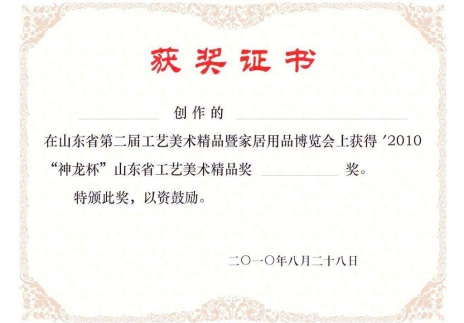 获奖证书
创作的
在山东省第二届工艺美术精品暨家居用品博览会上获得'2010
“神龙杯”山东省工艺美术精品奖 奖。
特颁此奖，以资鼓励。
二〇一〇年八月二十八日